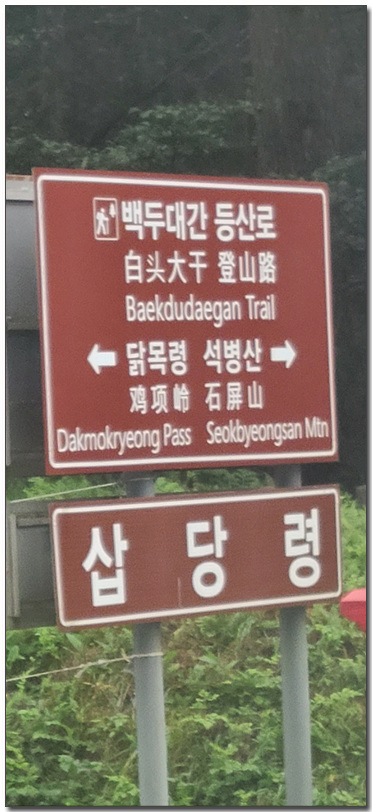 백두대간 등산로
白头大干 登山路
Baekdudaegan Trail
← 닭목령 석병산 →
鸡项岭 石屏山
Dakmokryeong Pass Seokbyeongsan Mtn
삽 당 령